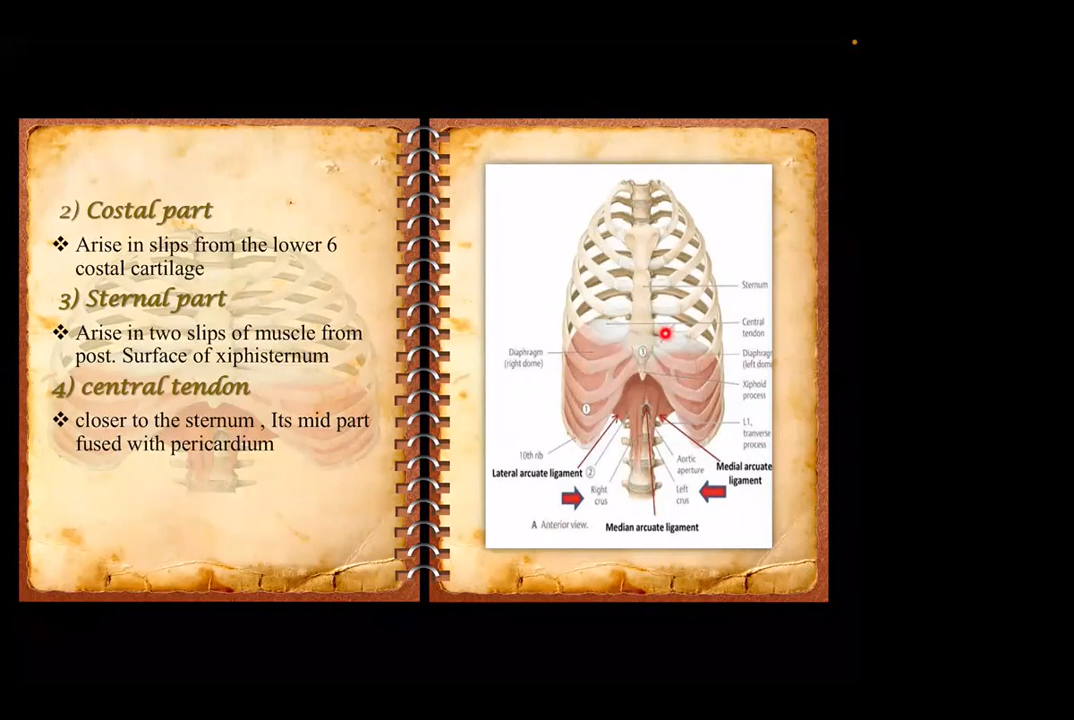 2) Costal part
❖ Arise in slips from the lower 6
costal cartilage
3) Sternal part
❖ Arise in two slips of muscle from
post. Surface of xiphisternum
4) central tendon
❖ closer to the sternum , Its mid part
fused with pericardium
Sternum
Central
tendon
Diaphragm
(right dome)
3
Diaphragm
(left dome
Xiphoid
process
1
L1,
tranverse
process
10th rib
Lateral arcuate ligament 2
Aortic
aperture
Medial arcuate
ligament
Right
crus
Left
crus
A Anterior view.
Median arcuate ligament